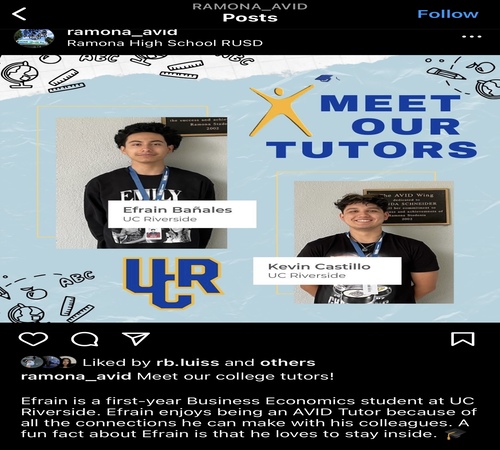 RAMONA_AVID
Posts
Follow
ramona_avid
Ramona High School RUSD
ABC
MEET
OUR
TUTORS
2002
The AVID Wing
EMILY
Efrain Bañales
UC Riverside
Kevin Castillo
UC Riverside
ABC
UCR
Liked by rb.luiss and others
ramona_avid Meet our college tutors!
Efrain is a first-year Business Economics student at UC
Riverside. Efrain enjoys being an AVID Tutor because of
all the connections he can make with his colleagues. A
fun fact about Efrain is that he loves to stay inside. 🎓